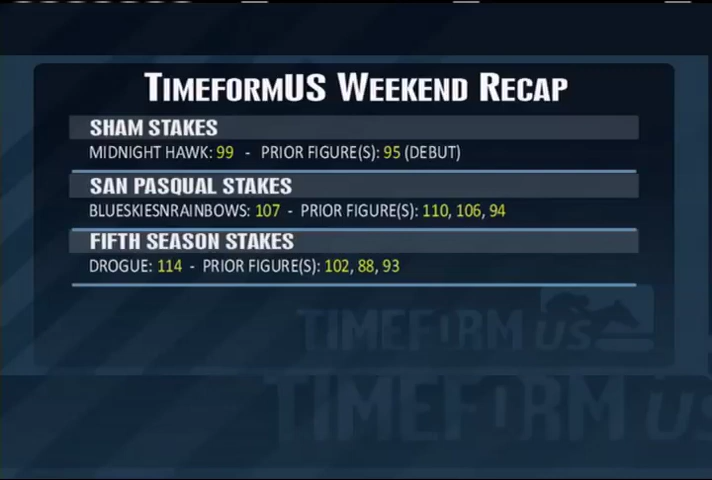 TIMEFORMUS WEEKEND RECAP
SHAM STAKES
MIDNIGHT HAWK: 99 - PRIOR FIGURE(S): 95 (DEBUT)
SAN PASQUAL STAKES
BLUESKIESNRAINBOWS: 107 - PRIOR FIGURE(S): 110, 106, 94
FIFTH SEASON STAKES
DROGUE: 114 - PRIOR FIGURE(S): 102, 88, 93
TIMEFORM US
TIMEFORM US